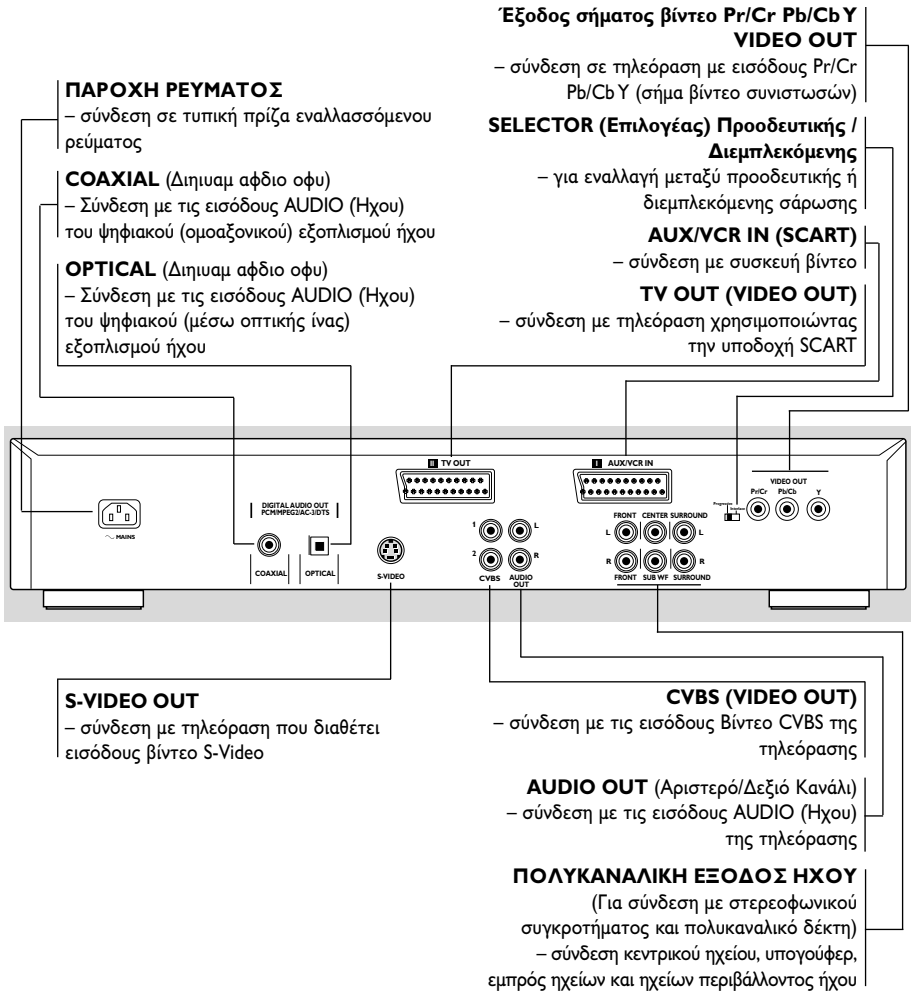 Έξοδος σήματος βίντεο Pr/Cr Pb/Cb Y
VIDEO OUT
– σύνδεση σε τηλεόραση με εισόδους Pr/Cr
Pb/Cb Y (σήμα βίντεο συνιστωσών)
SELECTOR (Επιλογέας) Προοδευτικής /
Διεμπλεκόμενης
– για εναλλαγή μεταξύ προοδευτικής ή
διεμπλεκόμενης σάρωσης
AUX/VCR IN (SCART)
– σύνδεση με συσκευή βίντεο
TV OUT (VIDEO OUT)
– σύνδεση με τηλεόραση χρησιμοποιώντας
την υποδοχή SCART
ΠΑΡΟΧΗ ΡΕΥΜΑΤΟΣ
– σύνδεση σε τυπική πρίζα εναλλασσόμενου
ρεύματος
COAXIAL (Διηιυαμ αφδιο οφυ)
– Σύνδεση με τις εισόδους AUDIO (Ήχου)
του ψηφιακού (ομοαξονικού) εξοπλισμού ήχου
OPTICAL (Διηιυαμ αφδιο οφυ)
– Σύνδεση με τις εισόδους AUDIO (Ήχου)
του ψηφιακού (μέσω οπτικής ίνας)
εξοπλισμού ήχου
II TV OUT
I AUX/VCR IN
VIDEO OUT
Pr/Cr Pb/Cb Y
Progressive
Interlace
~ MAINS
DIGITAL AUDIO OUT
PCM/MPEG2/AC-3/DTS
COAXIAL OPTICAL
S-VIDEO
1 L
2 R
CVBS AUDIO
OUT
FRONT CENTER SURROUND
L L
R R
FRONT SUB WF SURROUND
S-VIDEO OUT
– σύνδεση με τηλεόραση που διαθέτει
εισόδους βίντεο S-Video
CVBS (VIDEO OUT)
– σύνδεση με τις εισόδους Βίντεο CVBS της
τηλεόρασης
AUDIO OUT (Αριστερό/Δεξιό Κανάλι)
– σύνδεση με τις εισόδους AUDIO (Ήχου)
της τηλεόρασης
ΠΟΛΥΚΑΝΑΛΙΚΗ ΕΞΟΔΟΣ ΗΧΟΥ
(Για σύνδεση με στερεοφωνικού
συγκροτήματος και πολυκαναλικό δέκτη)
– σύνδεση κεντρικού ηχείου, υπογούφερ,
εμπρός ηχείων και ηχείων περιβάλλοντος ήχου